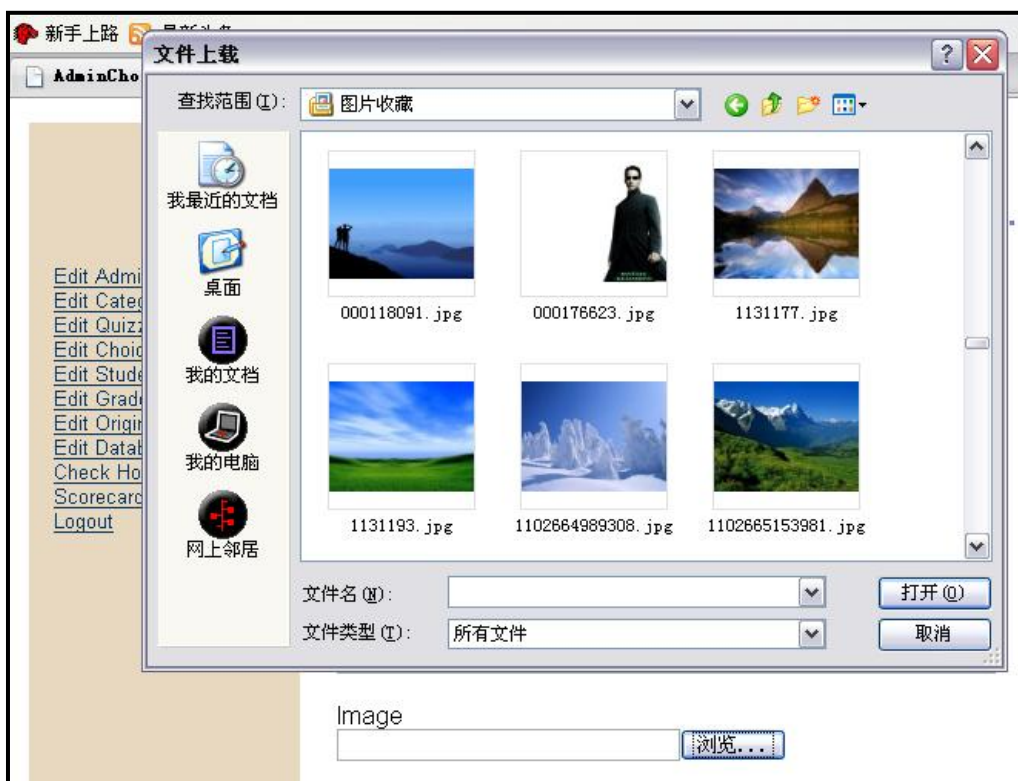 新手上路
文件上载
AdminCho
查找范围(I): 图片收藏
我最近的文档
桌面
我的文档
我的电脑
网上邻居
000118091.jpg 000176623.jpg 1131177.jpg
1131193.jpg 1102664989308.jpg 1102665153981.jpg
文件名(N): 打开(O)
文件类型(T): 所有文件 取消
Edit Admi
Edit Categ
Edit Quizz
Edit Choic
Edit Stude
Edit Grad
Edit Origin
Edit Datab
Check Ho
Scorecard
Logout
Image
浏览...